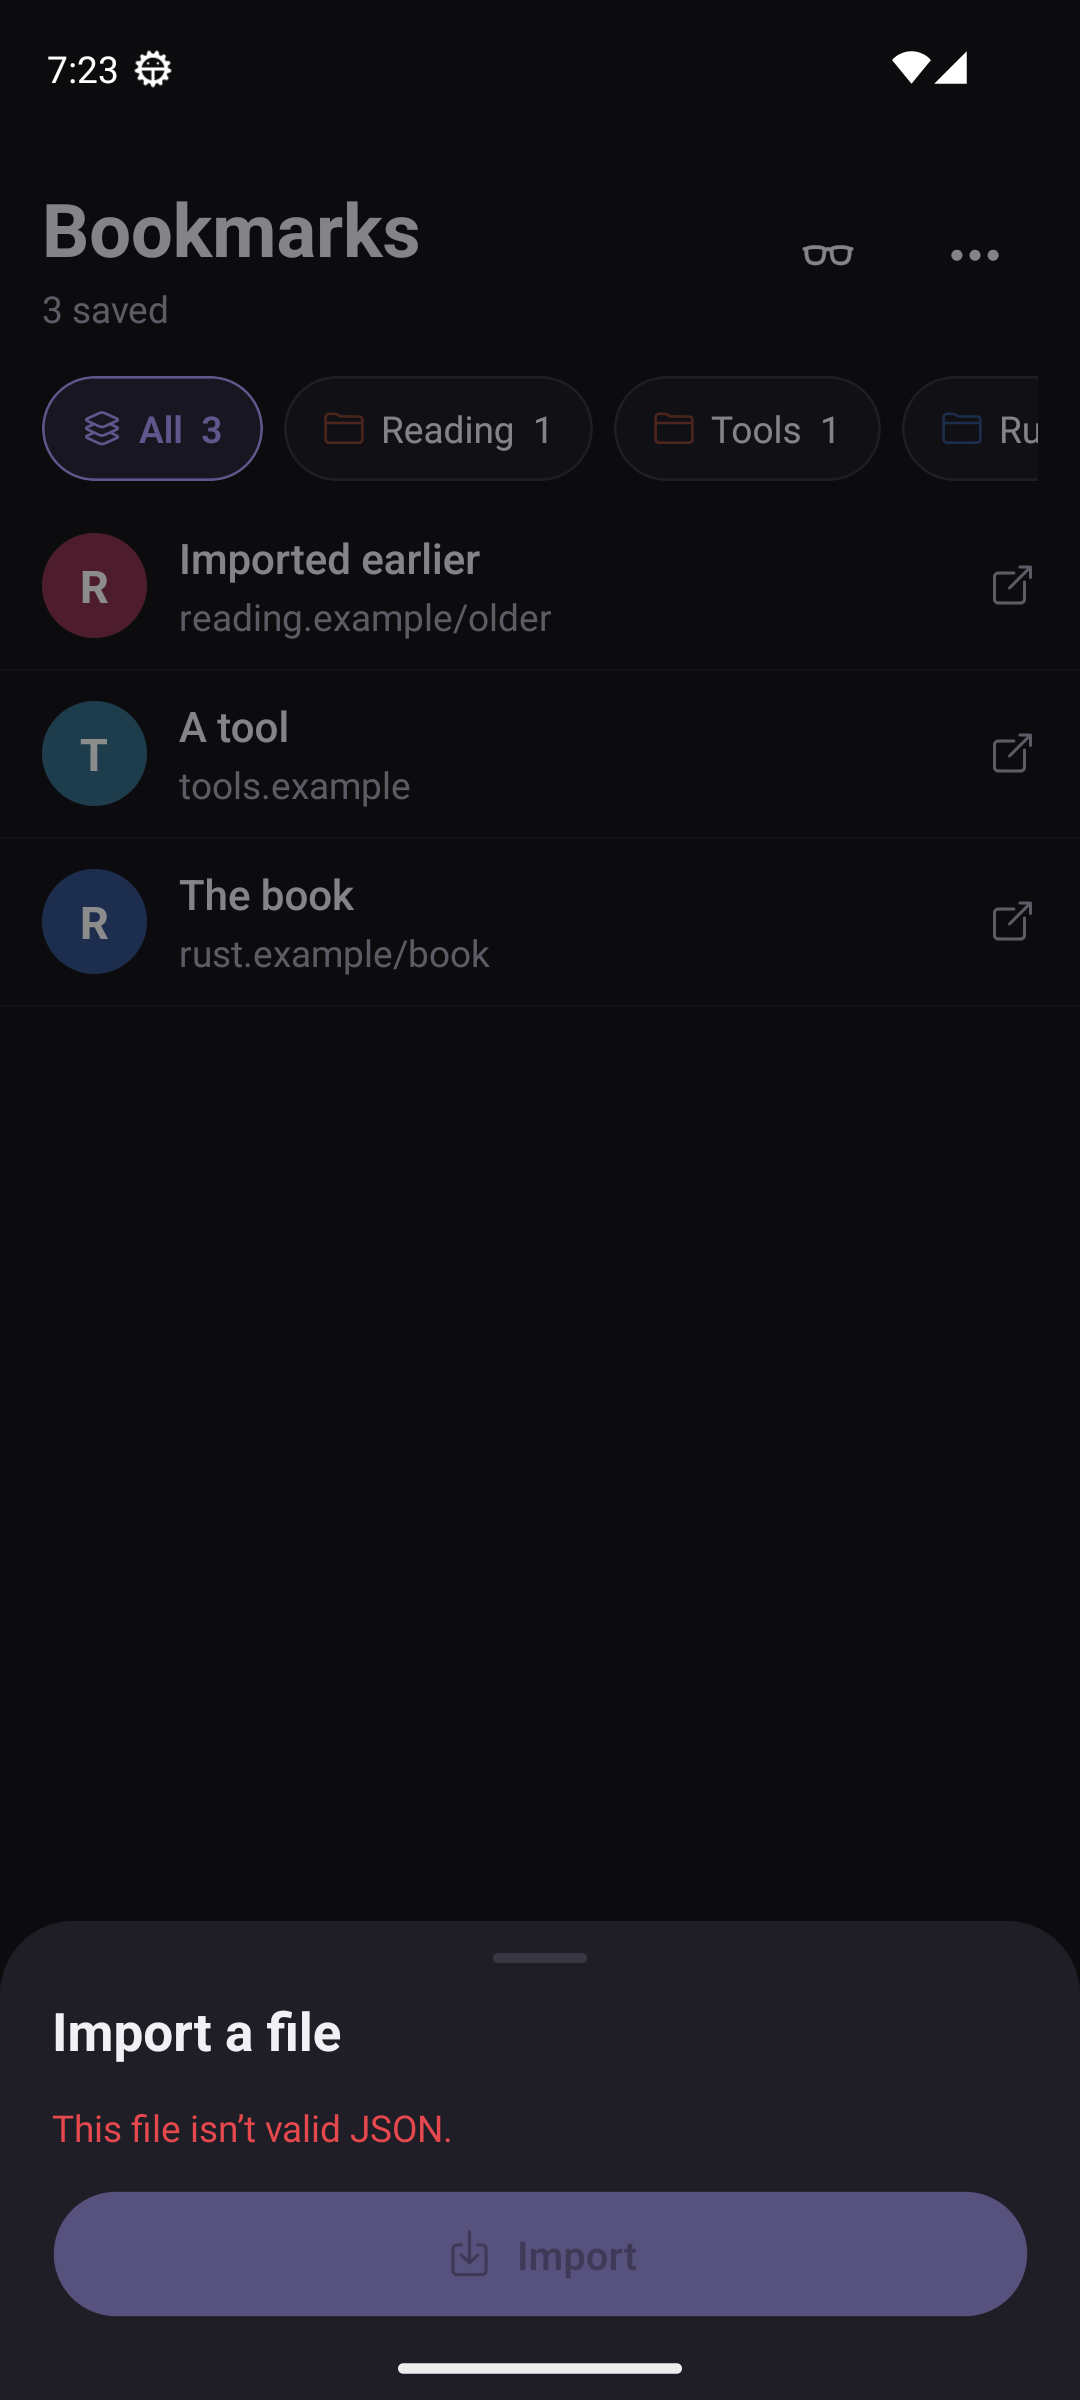 7:23
Bookmarks
3 saved
All 3
Reading 1
Tools 1
Ru
R
Imported earlier
reading.example/older
T
A tool
tools.example
R
The book
rust.example/book
Import a file
This file isn’t valid JSON.
Import